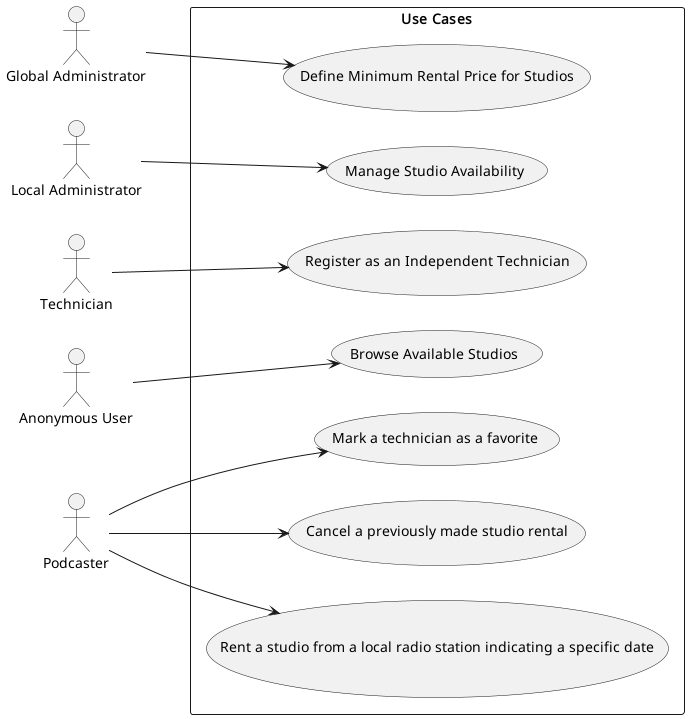 Use Cases
Global Administrator
Define Minimum Rental Price for Studios
Local Administrator
Manage Studio Availability
Technician
Register as an Independent Technician
Anonymous User
Browse Available Studios
Mark a technician as a favorite
Podcaster
Cancel a previously made studio rental
Rent a studio from a local radio station indicating a specific date